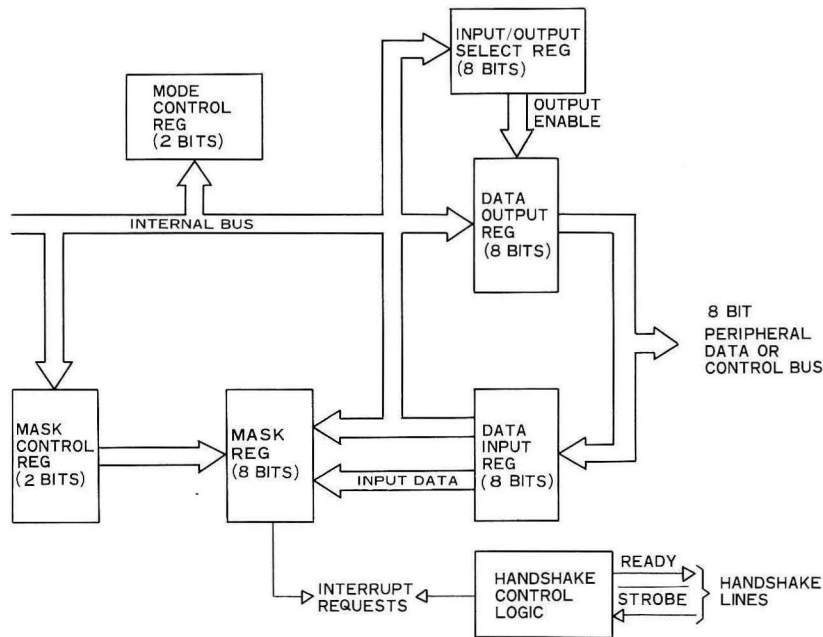 INPUT/OUTPUT
SELECT REG
(8 BITS)
OUTPUT
ENABLE
MODE
CONTROL
REG
(2 BITS)
DATA
OUTPUT
REG
(8 BITS)
INTERNAL BUS
8 BIT
PERIPHERAL
DATA OR
CONTROL BUS
MASK
CONTROL
REG
(2 BITS)
MASK
REG
(8 BITS)
DATA
INPUT
REG
(8 BITS)
INPUT DATA
INTERRUPT
REQUESTS
HANDSHAKE
CONTROL
LOGIC
READY
STROBE
HANDSHAKE
LINES